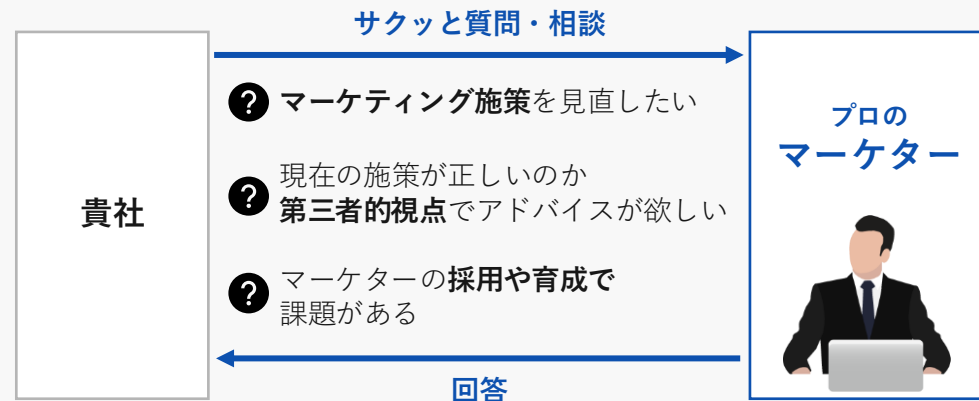 サクッと質問・相談
貴社
? マーケティング施策を見直したい
? 現在の施策が正しいのか
第三者的視点でアドバイスが欲しい
? マーケターの採用や育成で
課題がある
プロの
マーケター
回答